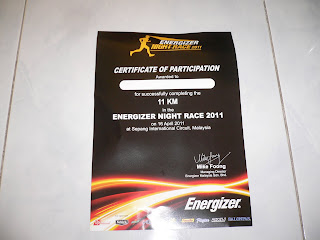 ENERGIZER
NIGHT RACE 2011
CERTIFICATE OF PARTICIPATION
Awarded to
for successfully completing the
11 KM
in the
ENERGIZER NIGHT RACE 2011
on 16 April 2011
at Sepang International Circuit, Malaysia
Mike Foong
Managing Director
Energizer Malaysia Sdn. Bhd.
Energizer.